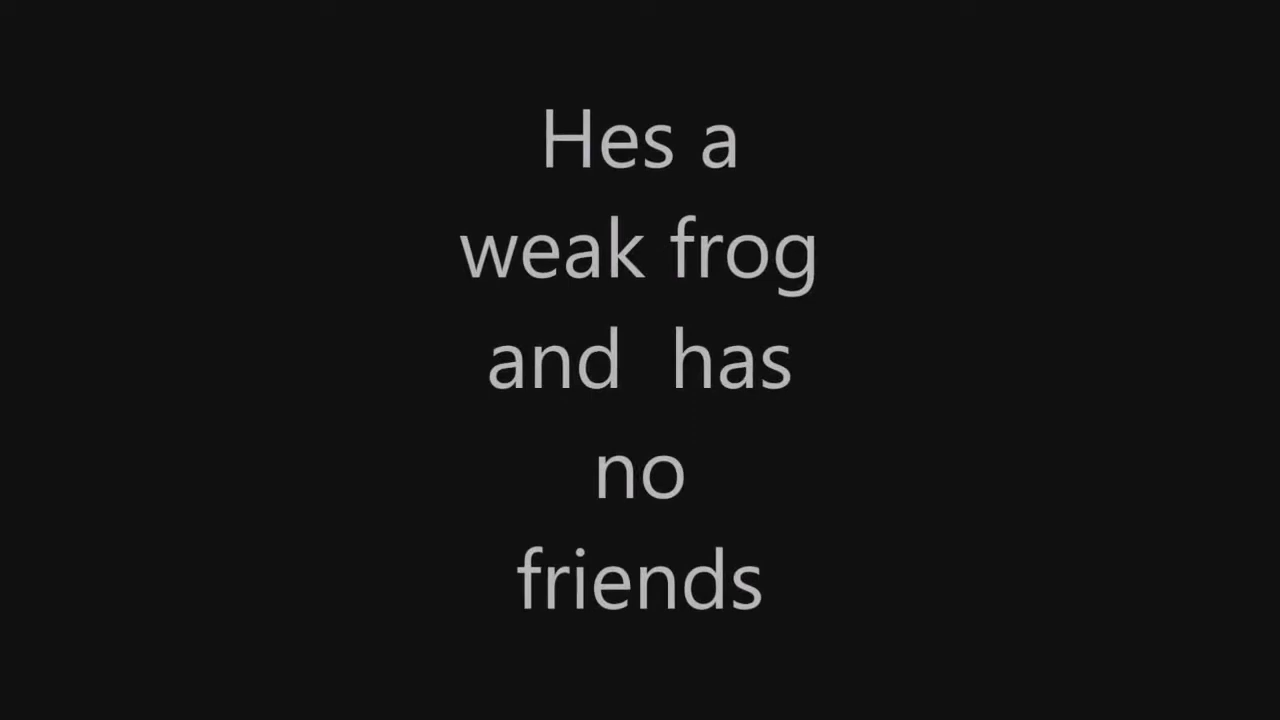 Hes a
weak frog
and  has
no
friends